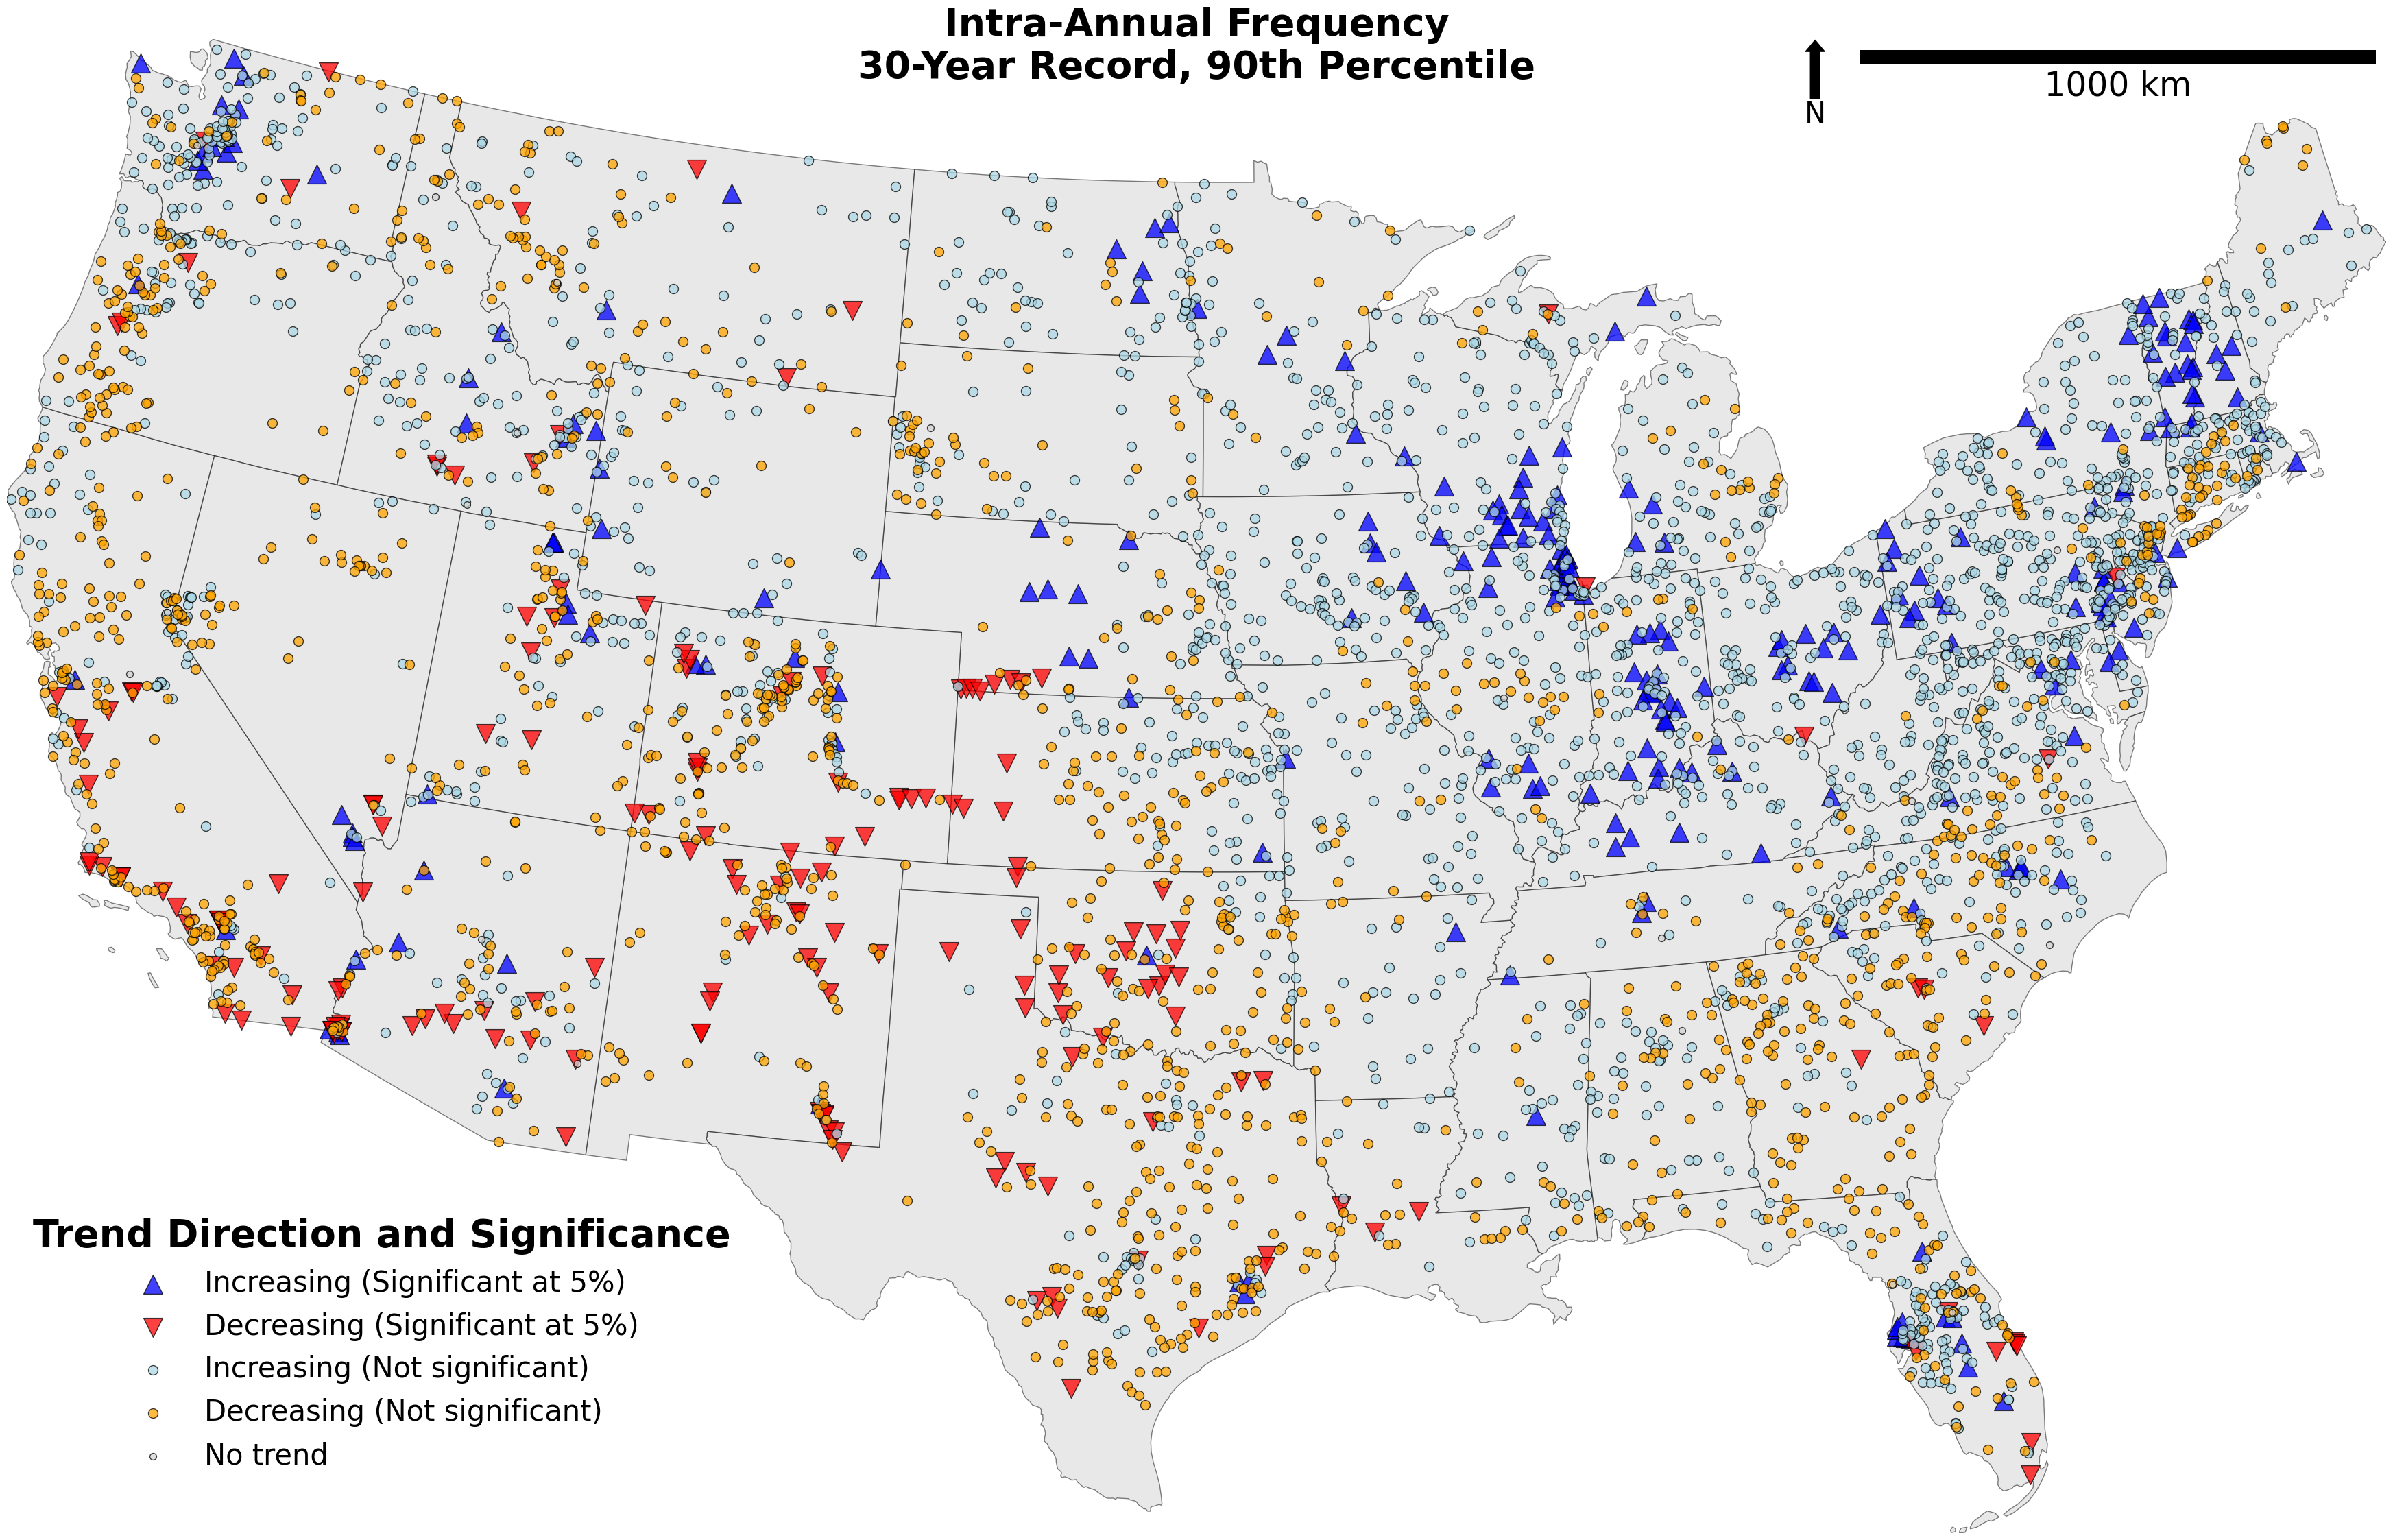 Intra-Annual Frequency
30-Year Record, 90th Percentile
N
1000 km
Trend Direction and Significance
Increasing (Significant at 5%)
Decreasing (Significant at 5%)
Increasing (Not significant)
Decreasing (Not significant)
No trend